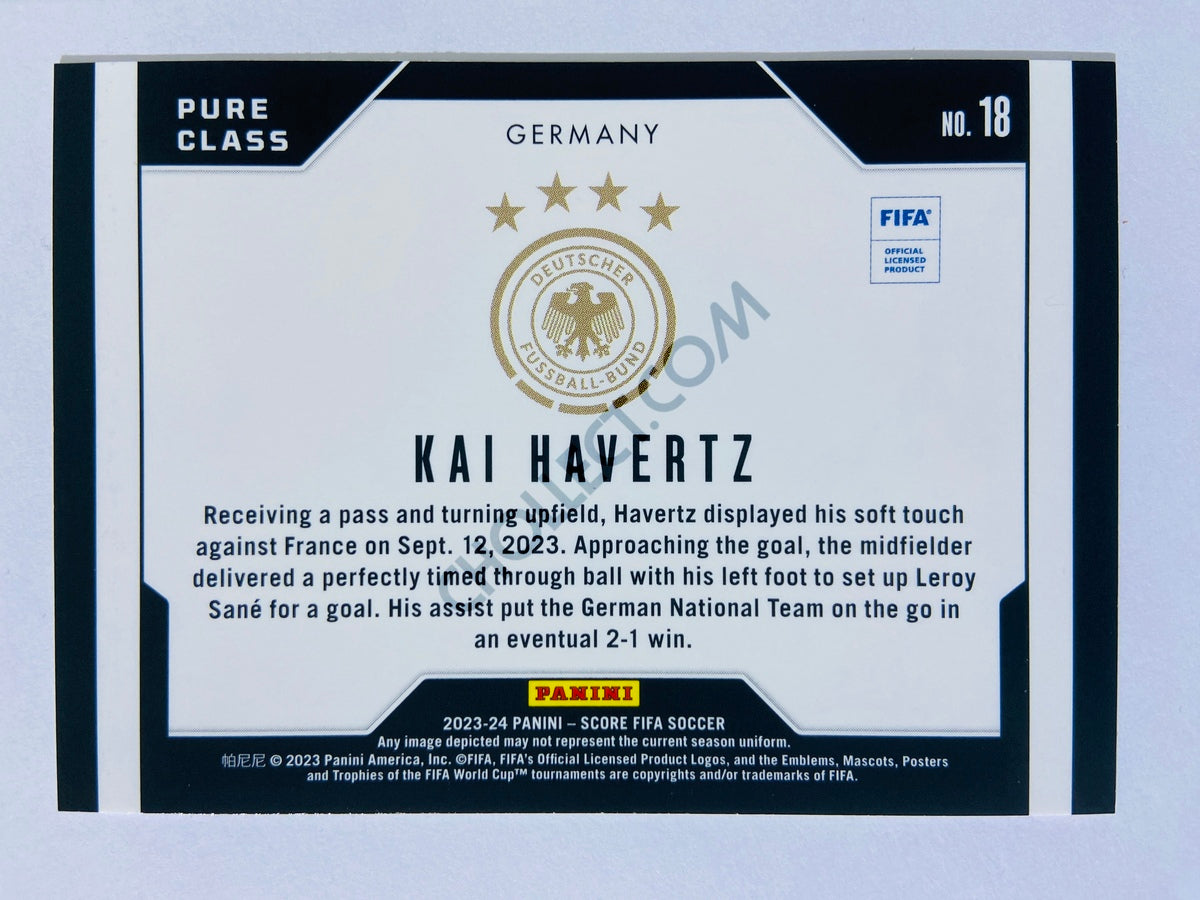 PURE
CLASS
GERMANY
NO. 18
FIFA®
OFFICIAL
LICENSED
PRODUCT
DEUTSCHER
FUSSBALL-BUND
CHOLLECT.COM
KAI HAVERTZ
Receiving a pass and turning upfield, Havertz displayed his soft touch
against France on Sept. 12, 2023. Approaching the goal, the midfielder
delivered a perfectly timed through ball with his left foot to set up Leroy
Sané for a goal. His assist put the German National Team on the go in
an eventual 2-1 win.
PANINI
2023-24 PANINI – SCORE FIFA SOCCER
Any image depicted may not represent the current season uniform.
帕尼尼 © 2023 Panini America, Inc. ©FIFA, FIFA's Official Licensed Product Logos, and the Emblems, Mascots, Posters
and Trophies of the FIFA World Cup™ tournaments are copyrights and/or trademarks of FIFA.